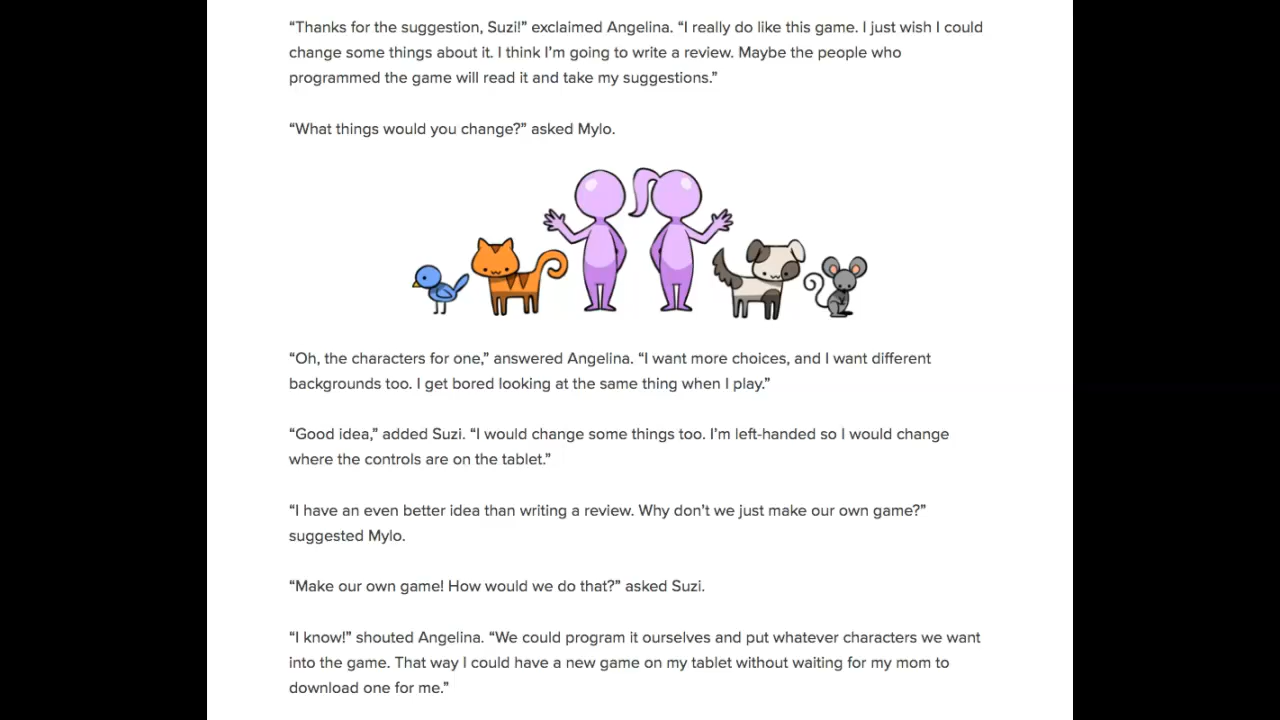 “Thanks for the suggestion, Suzi!” exclaimed Angelina. “I really do like this game. I just wish I could
change some things about it. I think I’m going to write a review. Maybe the people who
programmed the game will read it and take my suggestions.”
“What things would you change?” asked Mylo.
“Oh, the characters for one,” answered Angelina. “I want more choices, and I want different
backgrounds too. I get bored looking at the same thing when I play.”
“Good idea,” added Suzi. “I would change some things too. I’m left-handed so I would change
where the controls are on the tablet.”
“I have an even better idea than writing a review. Why don’t we just make our own game?”
suggested Mylo.
“Make our own game! How would we do that?” asked Suzi.
“I know!” shouted Angelina. “We could program it ourselves and put whatever characters we want
into the game. That way I could have a new game on my tablet without waiting for my mom to
download one for me.”